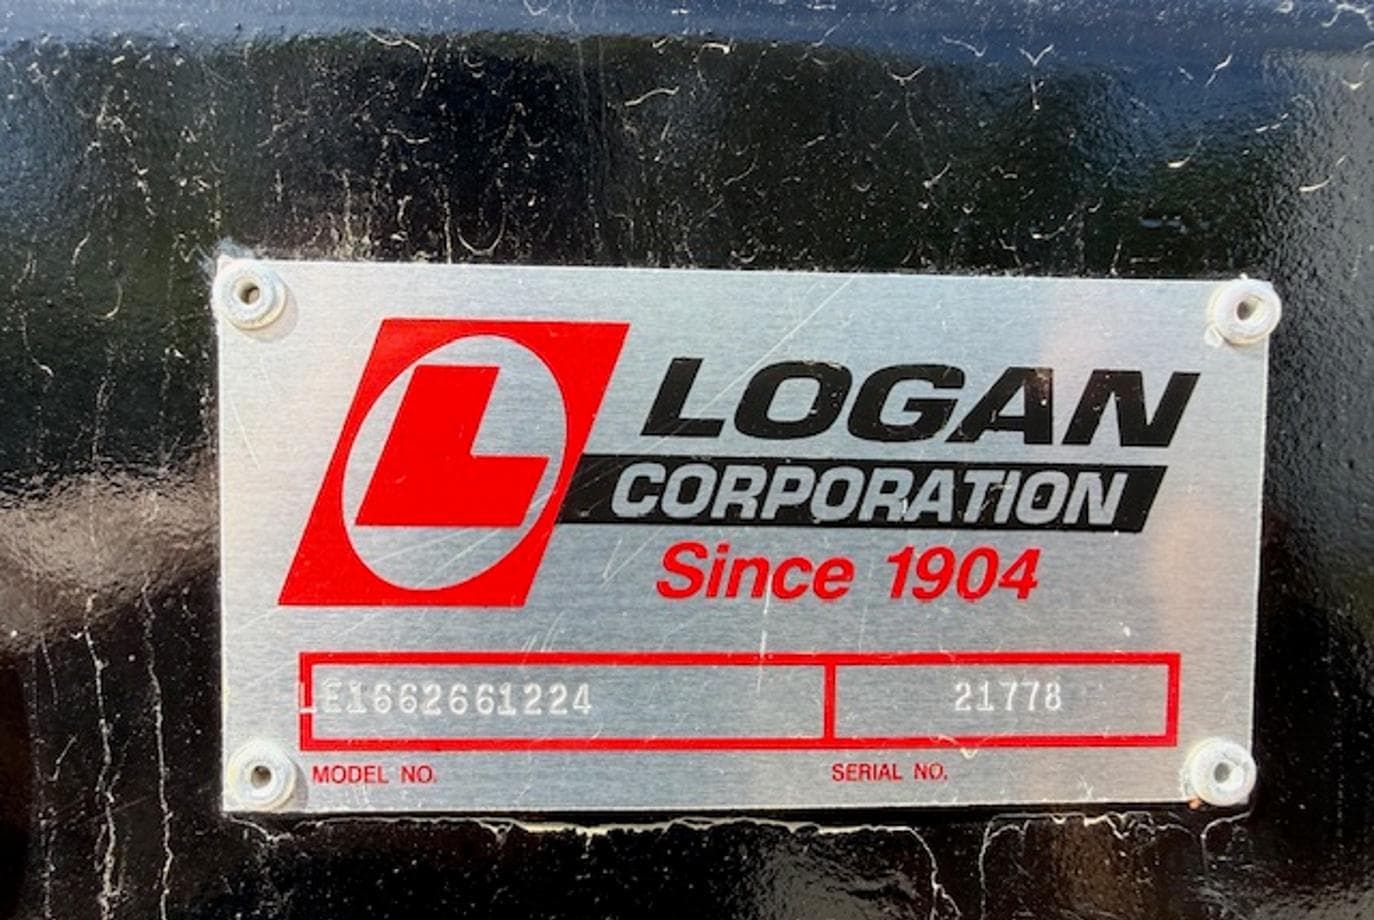 L
LOGAN
CORPORATION
Since 1904
LE1662661224 21778
MODEL NO. SERIAL NO.